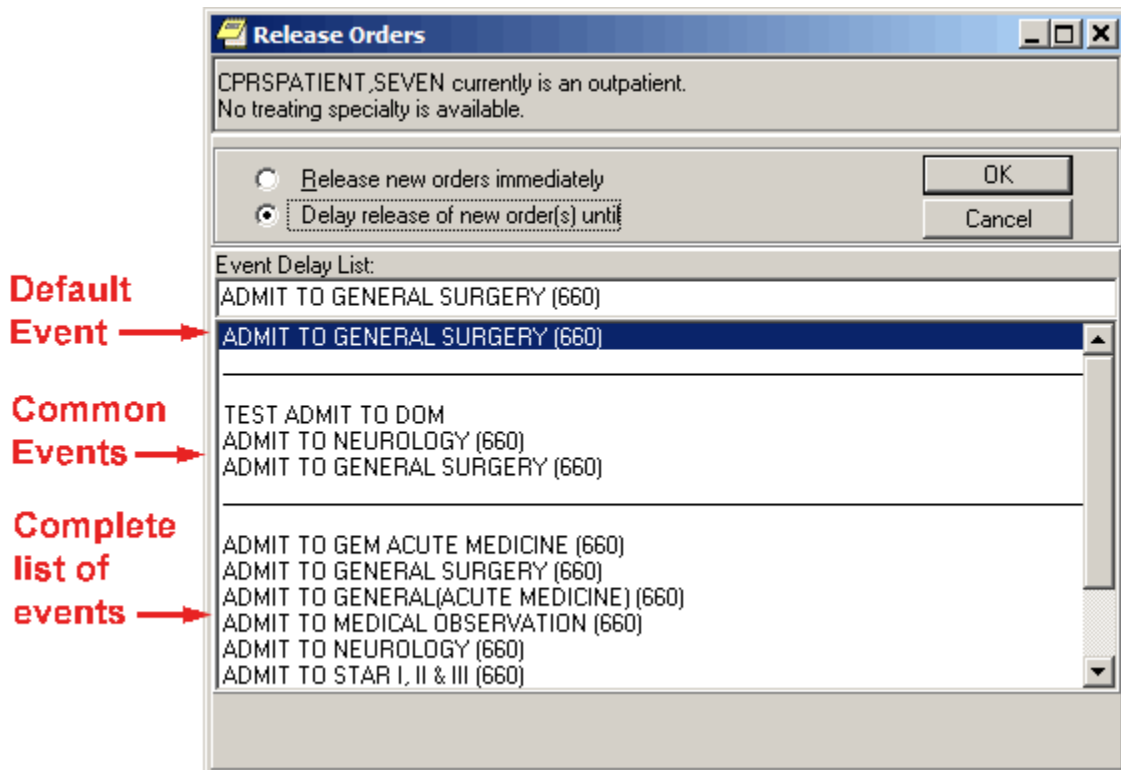 Release Orders
CPRSPATIENT,SEVEN currently is an outpatient.
No treating specialty is available.
Release new orders immediately
OK
Delay release of new order(s) until
Cancel
Event Delay List:
ADMIT TO GENERAL SURGERY (660)
Default
Event
ADMIT TO GENERAL SURGERY (660)
Common
Events
TEST ADMIT TO DOM
ADMIT TO NEUROLOGY (660)
ADMIT TO GENERAL SURGERY (660)
Complete
list of
events
ADMIT TO GEM ACUTE MEDICINE (660)
ADMIT TO GENERAL SURGERY (660)
ADMIT TO GENERAL(ACUTE MEDICINE) (660)
ADMIT TO MEDICAL OBSERVATION (660)
ADMIT TO NEUROLOGY (660)
ADMIT TO STAR I, II & III (660)